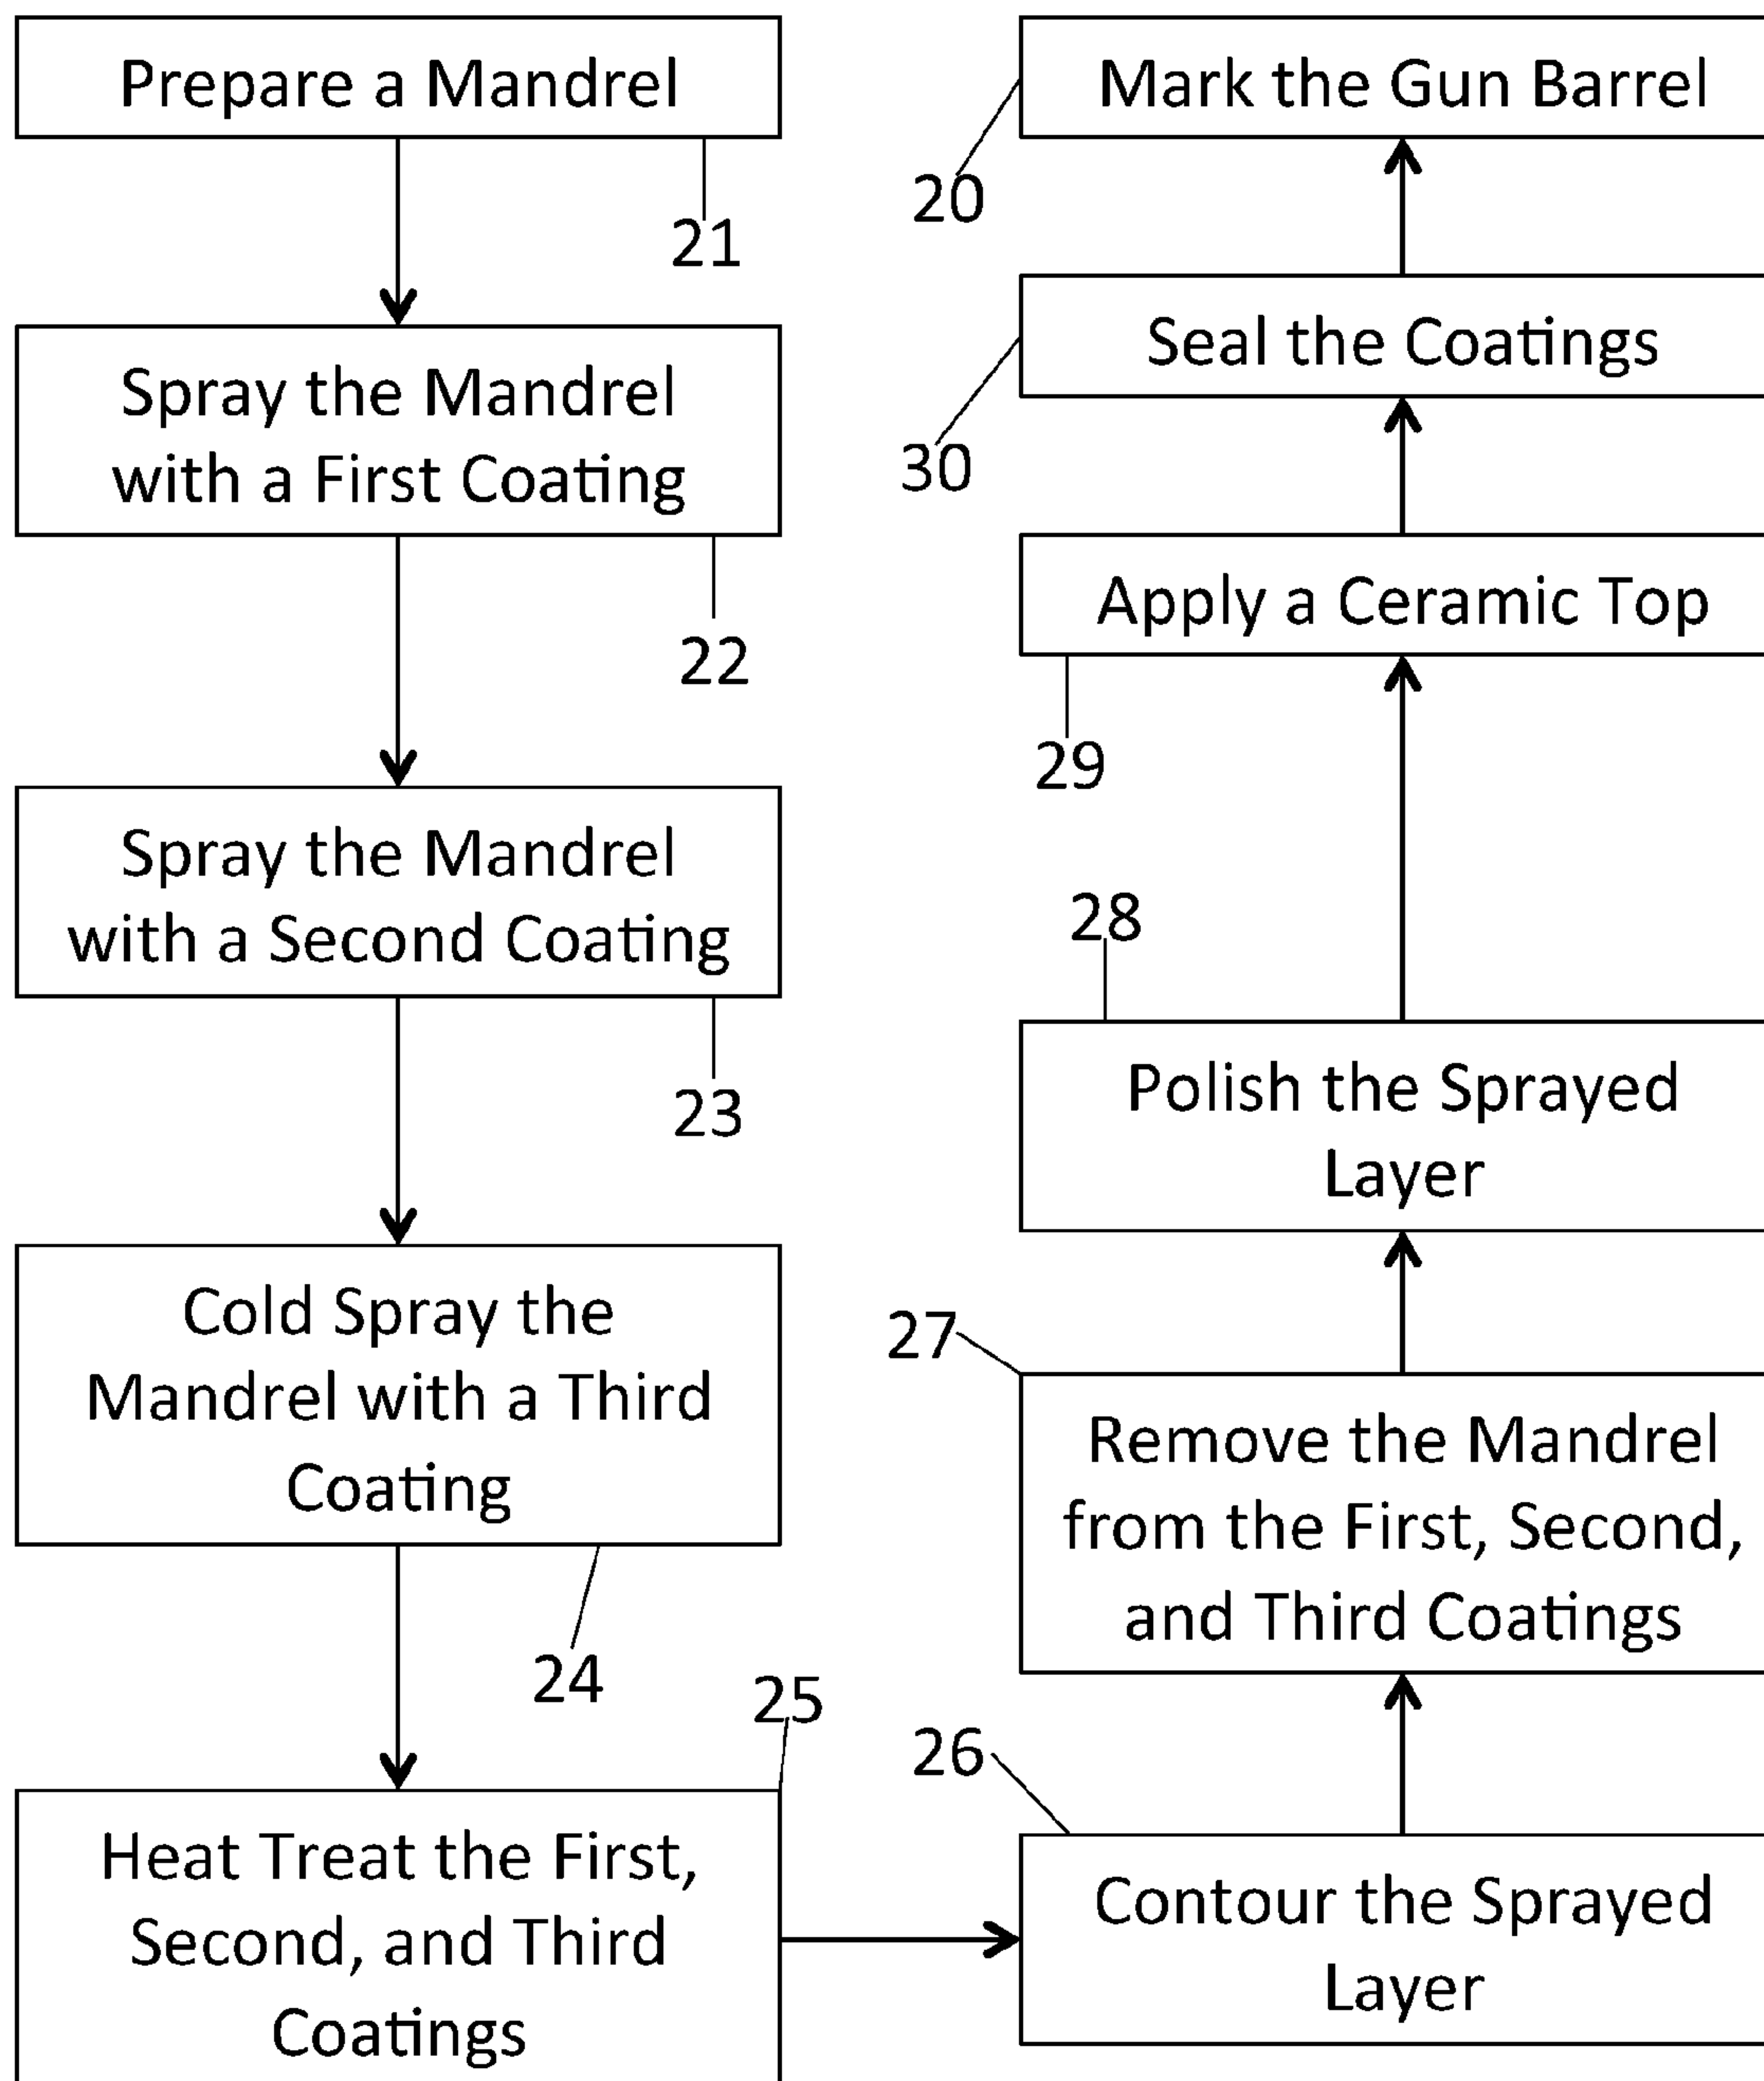 Prepare a Mandrel
21
Spray the Mandrel
with a First Coating
22
Spray the Mandrel
with a Second Coating
23
Cold Spray the
Mandrel with a Third
Coating
24
Heat Treat the First,
Second, and Third
Coatings
25
Contour the Sprayed
Layer
26
Remove the Mandrel
from the First, Second,
and Third Coatings
27
Polish the Sprayed
Layer
28
Apply a Ceramic Top
29
Seal the Coatings
30
Mark the Gun Barrel
20